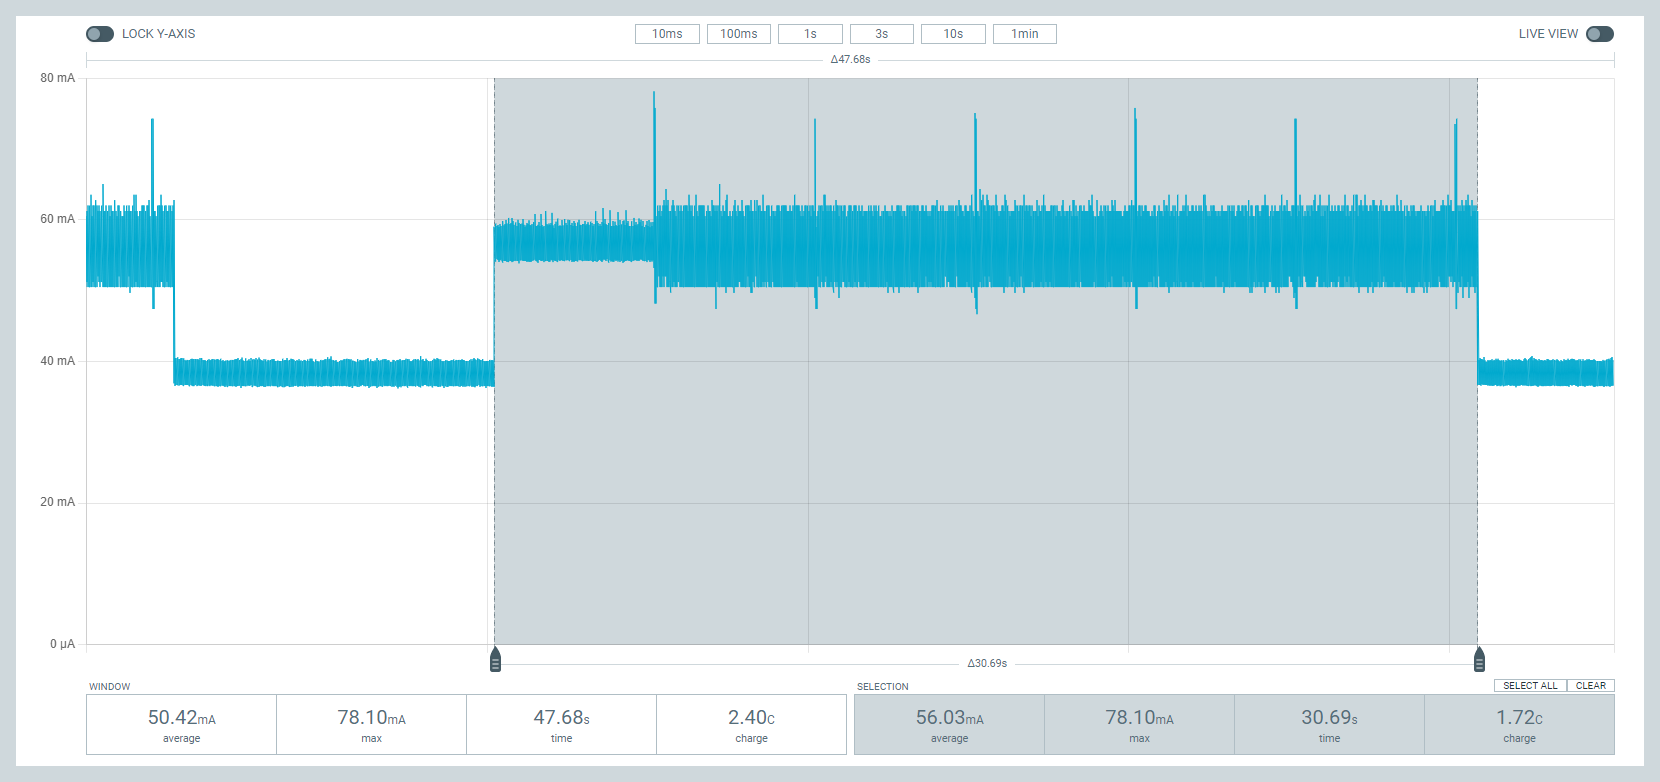 LOCK Y-AXIS
10ms 100ms 1s 3s 10s 1min
LIVE VIEW
Δ47.68s
80 mA
60 mA
40 mA
20 mA
0 µA
Δ30.69s
WINDOW
50.42mA average
78.10mA max
47.68s time
2.40C charge
SELECTION
SELECT ALL CLEAR
56.03mA average
78.10mA max
30.69s time
1.72C charge